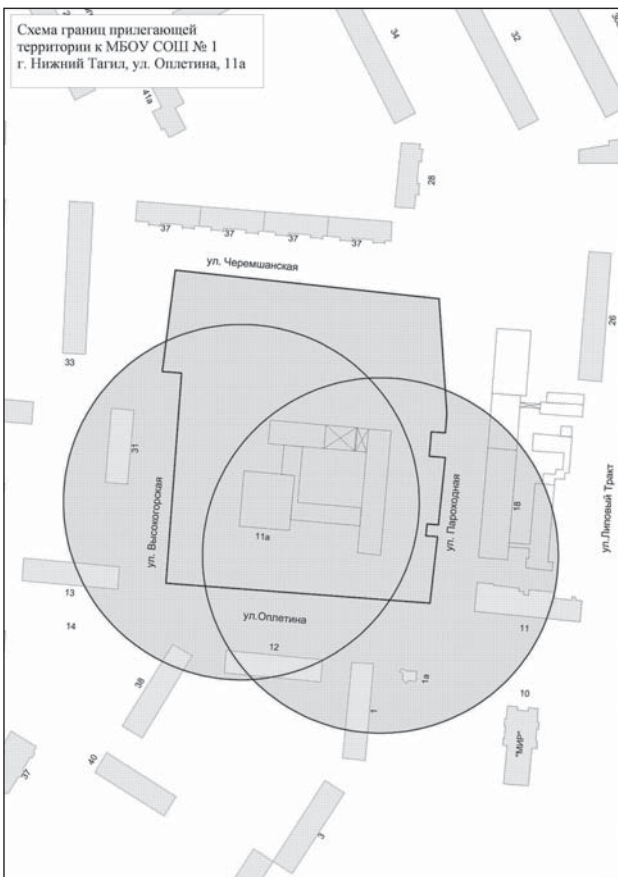 Схема границ прилегающей
территории к МБОУ СОШ № 1
г. Нижний Тагил, ул. Оплетина, 11а
34
32
41а
28
37
37
37
37
ул. Черемшанская
26
33
31
18
ул. Высокогорская
ул. Пароходная
ул.Липовый Тракт
11а
13
ул.Оплетина
11
14
12
38
1
1а
10
"МИР"
40
37
3